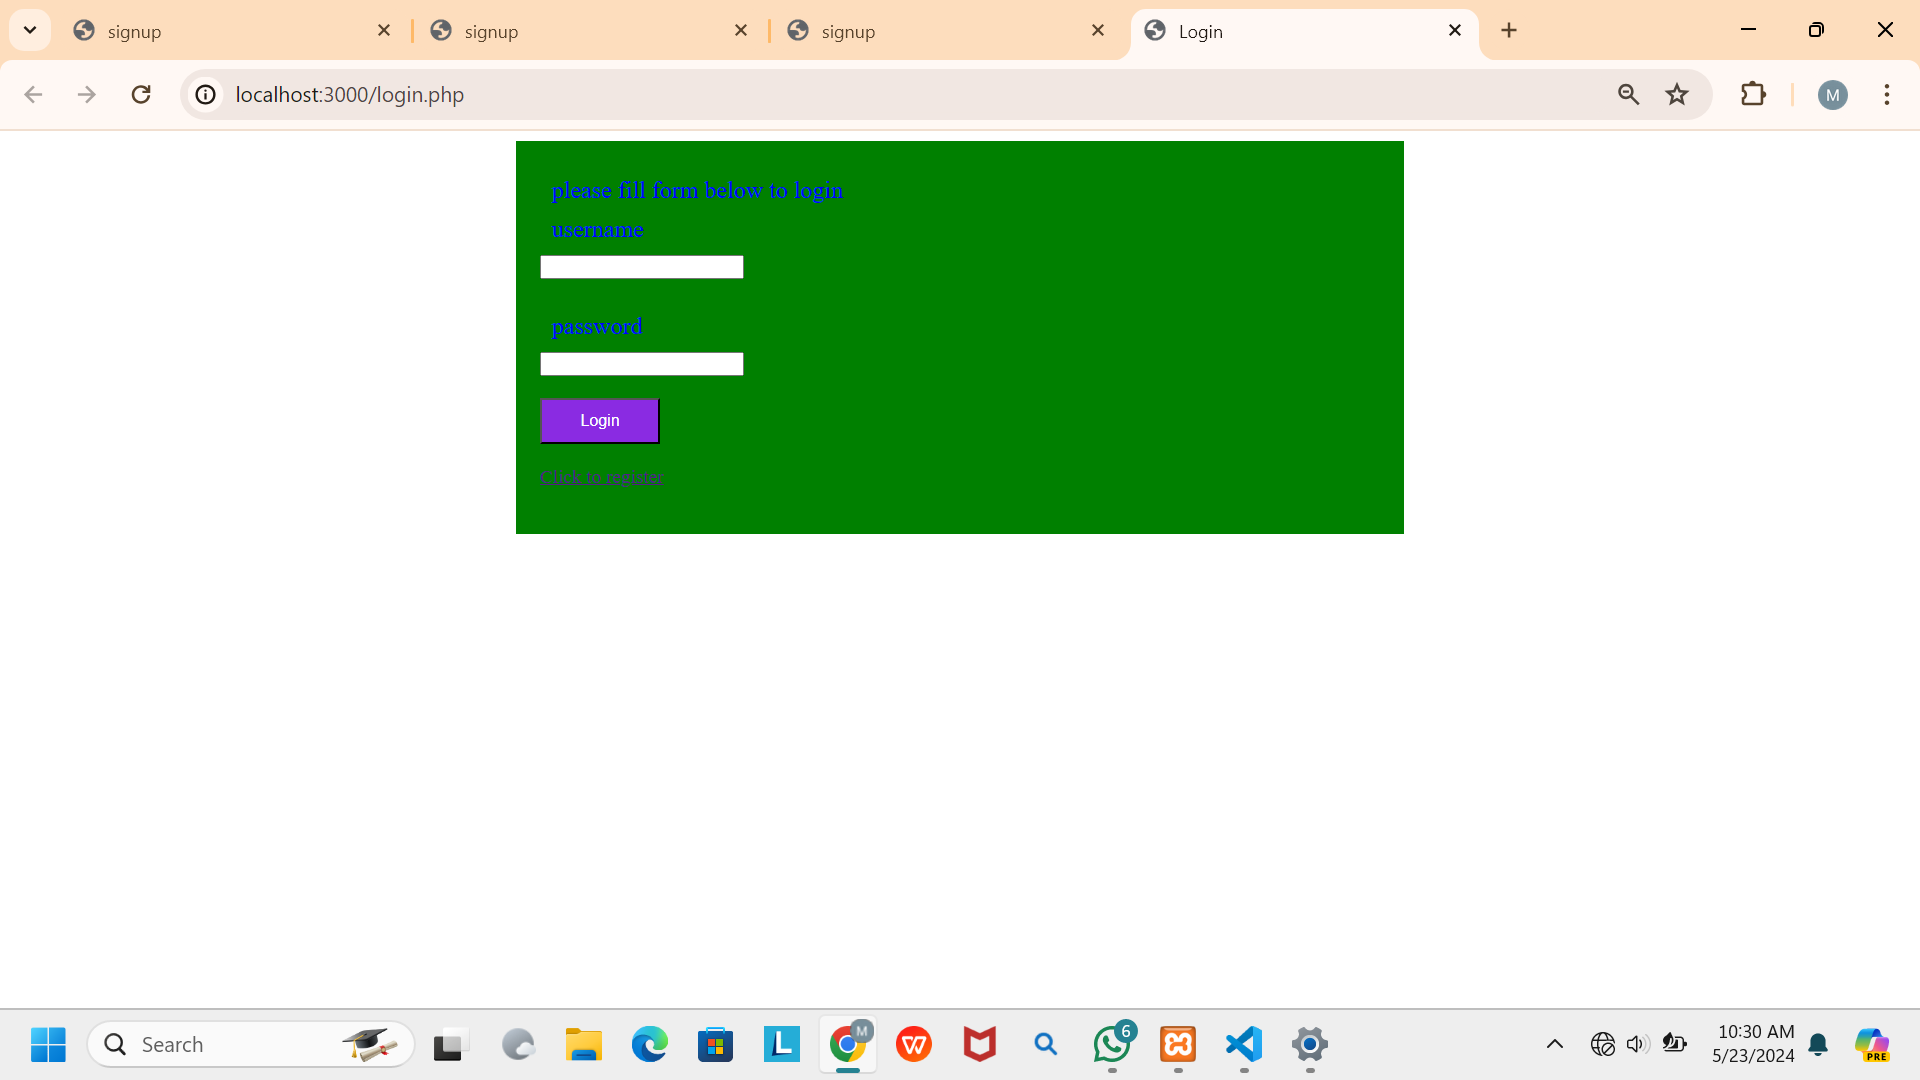 signup
signup
signup
Login
localhost:3000/login.php
M
please fill form below to login
username
password
Login
Click to register
Search
L
M
W
6
10:30 AM
5/23/2024
PRE